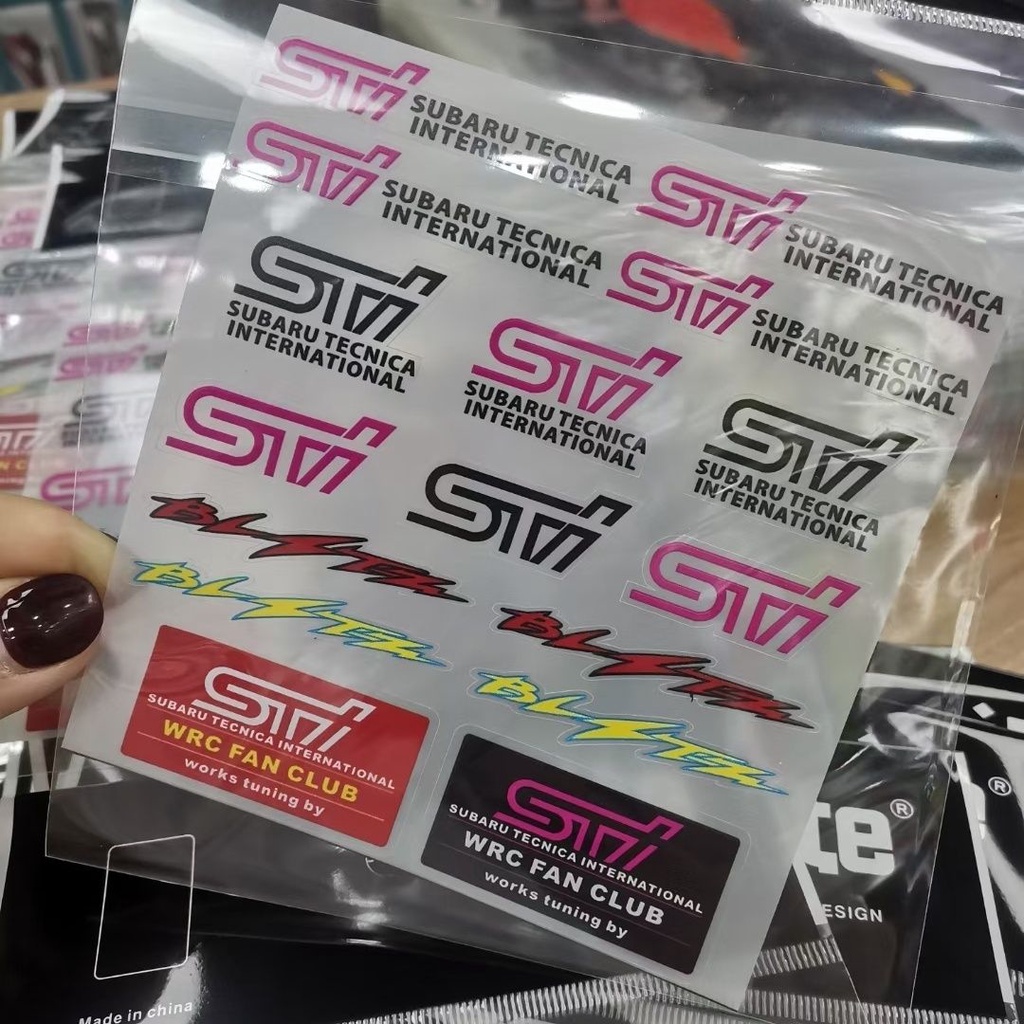 STI
SUBARU TECNICA
INTERNATIONAL
STI
SUBARU TECNICA
INTERNATIONAL
STI
SUBARU TECNICA
INTERNATIONAL
STI
SUBARU TECNICA
INTERNATIONAL
STI
SUBARU TECNICA
INTERNATIONAL
STI
SUBARU TECNICA
INTERNATIONAL
STI
SUBARU TECNICA
INTERNATIONAL
STI
STI
STI
BLITZ
BLITZ
BLITZ
BLITZ
STI
SUBARU TECNICA INTERNATIONAL
WRC FAN CLUB
works tuning by
STI
SUBARU TECNICA INTERNATIONAL
WRC FAN CLUB
works tuning by
te®
ESIGN
Made in china